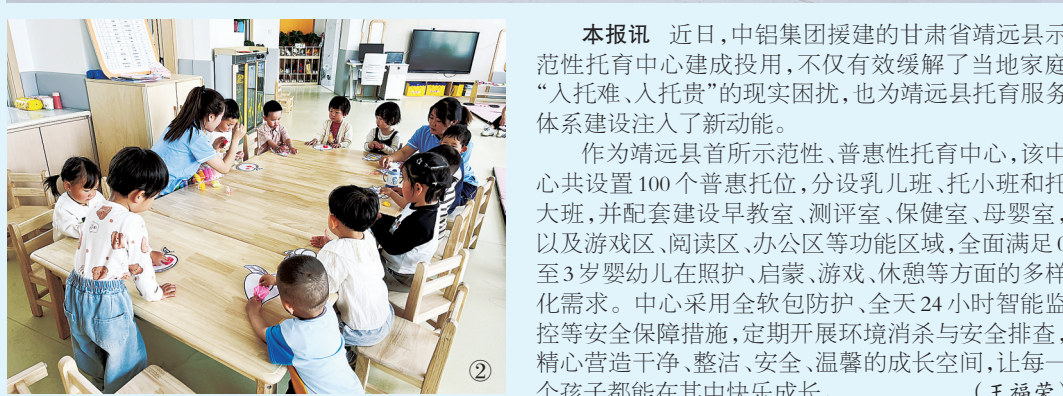 ②
本报讯 近日，中铝集团援建的甘肃省靖远县示
范性托育中心建成投用，不仅有效缓解了当地家庭
“入托难、入托贵”的现实困扰，也为靖远县托育服务
体系建设注入了新动能。
作为靖远县首所示范性、普惠性托育中心，该中
心共设置100个普惠托位，分设乳儿班、托小班和托
大班，并配套建设早教室、测评室、保健室、母婴室，
以及游戏区、阅读区、办公区等功能区域，全面满足0
至3岁婴幼儿在照护、启蒙、游戏、休憩等方面的多样
化需求。中心采用全软包防护、全天24小时智能监
控等安全保障措施，定期开展环境消杀与安全排查，
精心营造干净、整洁、安全、温馨的成长空间，让每一
个孩子都能在其中快乐成长。 （王福荣）